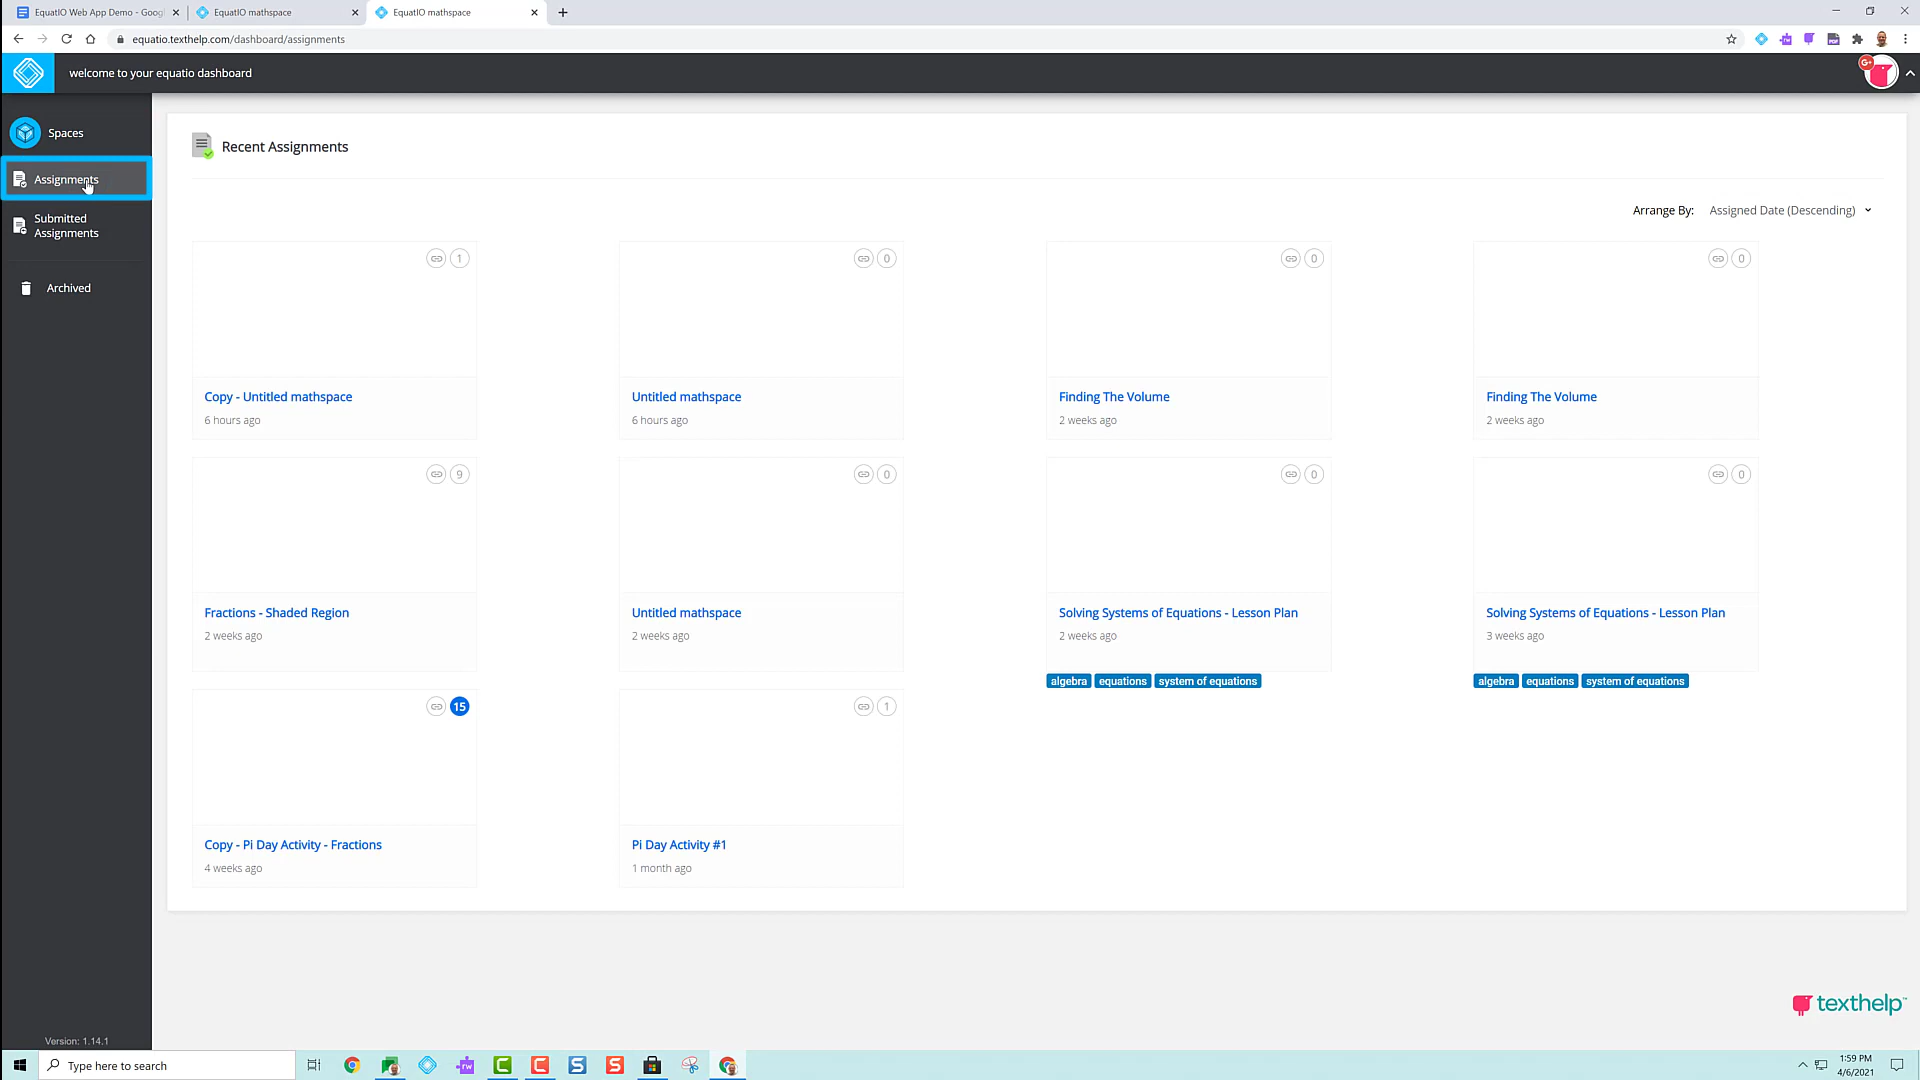 EquatIO Web App Demo - Goog
EquatIO mathspace
EquatIO mathspace
equatio.texthelp.com/dashboard/assignments
welcome to your equatio dashboard
G+
Spaces
Assignments
Submitted
Assignments
Archived
Recent Assignments
Arrange By: Assigned Date (Descending)
1
0
0
0
Copy - Untitled mathspace
Untitled mathspace
Finding The Volume
Finding The Volume
6 hours ago
6 hours ago
2 weeks ago
2 weeks ago
9
0
0
0
Fractions - Shaded Region
Untitled mathspace
Solving Systems of Equations - Lesson Plan
Solving Systems of Equations - Lesson Plan
2 weeks ago
2 weeks ago
2 weeks ago
3 weeks ago
algebra equations system of equations
algebra equations system of equations
15
1
Copy - Pi Day Activity - Fractions
Pi Day Activity #1
4 weeks ago
1 month ago
texthelp™
Version: 1.14.1
Type here to search
rw
C
C
S
S
1:59 PM
4/6/2021